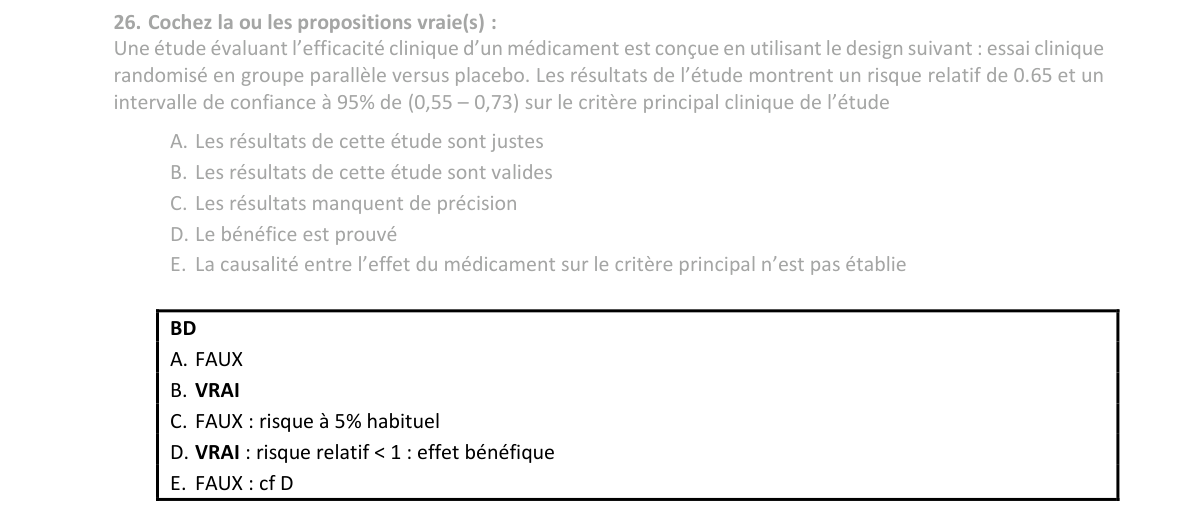 26. Cochez la ou les propositions vraie(s) :
Une étude évaluant l’efficacité clinique d’un médicament est conçue en utilisant le design suivant : essai clinique
randomisé en groupe parallèle versus placebo. Les résultats de l’étude montrent un risque relatif de 0.65 et un
intervalle de confiance à 95% de (0,55 – 0,73) sur le critère principal clinique de l’étude
A. Les résultats de cette étude sont justes
B. Les résultats de cette étude sont valides
C. Les résultats manquent de précision
D. Le bénéfice est prouvé
E. La causalité entre l’effet du médicament sur le critère principal n’est pas établie
BD
A. FAUX
B. VRAI
C. FAUX : risque à 5% habituel
D. VRAI : risque relatif < 1 : effet bénéfique
E. FAUX : cf D